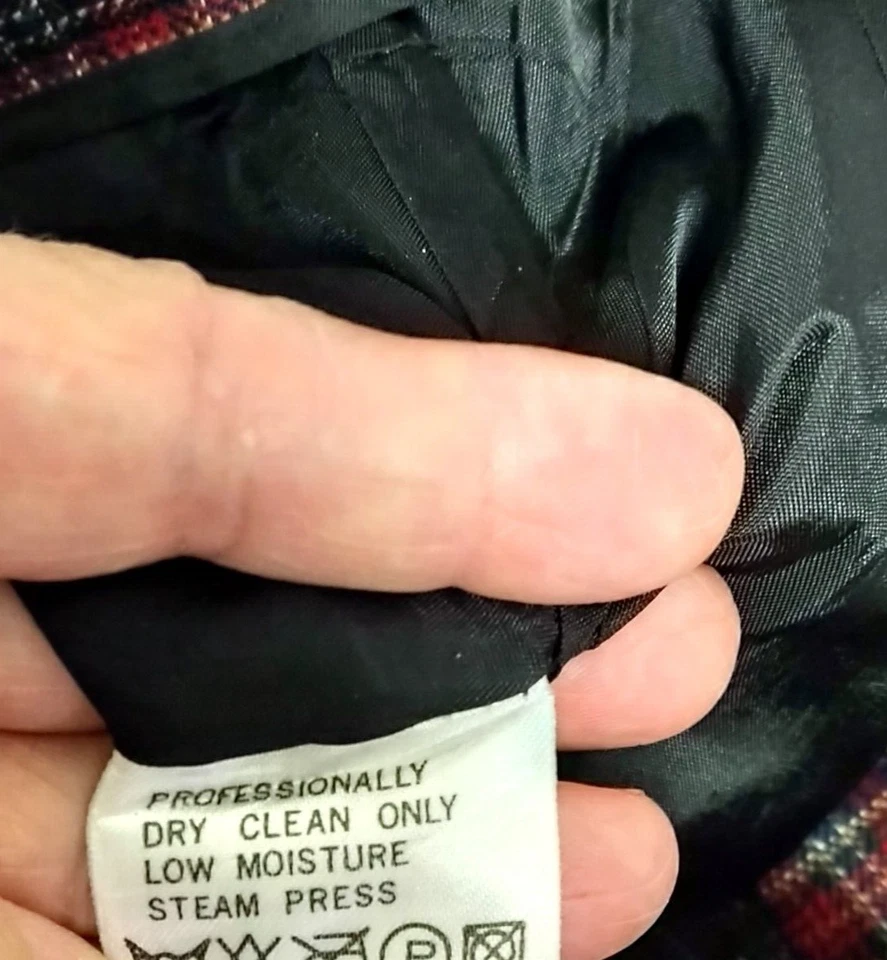 PROFESSIONALLY
DRY CLEAN ONLY
LOW MOISTURE
STEAM PRESS
P